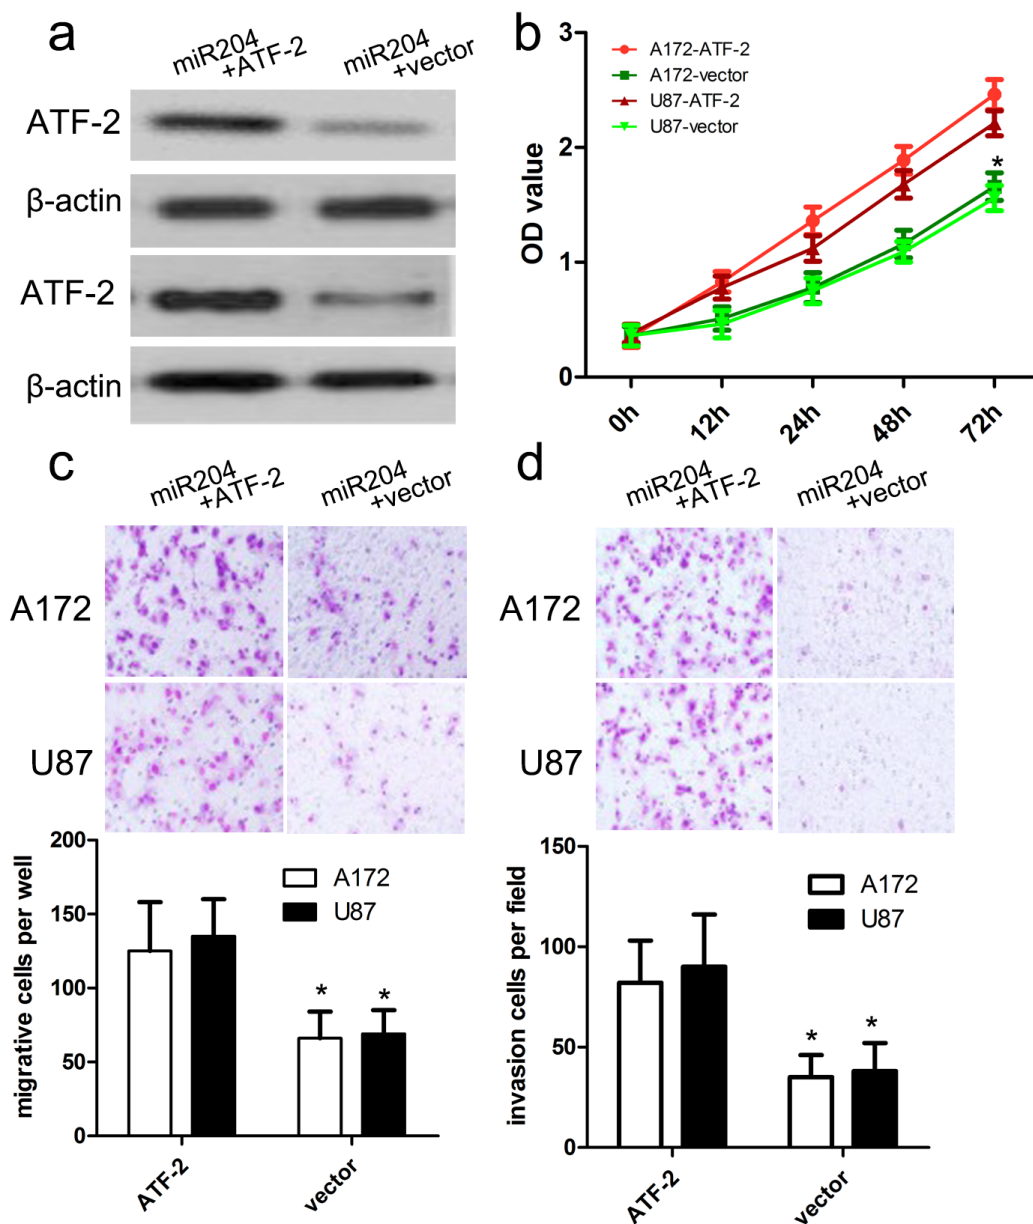 a
miR204
+ATF-2
miR204
+vector
ATF-2
β-actin
ATF-2
β-actin
b
A172-ATF-2
A172-vector
U87-ATF-2
U87-vector
OD value
3
2
1
0
*
0h
12h
24h
48h
72h
c
miR204
+ATF-2
miR204
+vector
A172
U87
migrative cells per well
200
150
100
50
0
A172
U87
*
*
ATF-2
vector
d
miR204
+ATF-2
miR204
+vector
A172
U87
invasion cells per field
150
100
50
0
A172
U87
*
*
ATF-2
vector